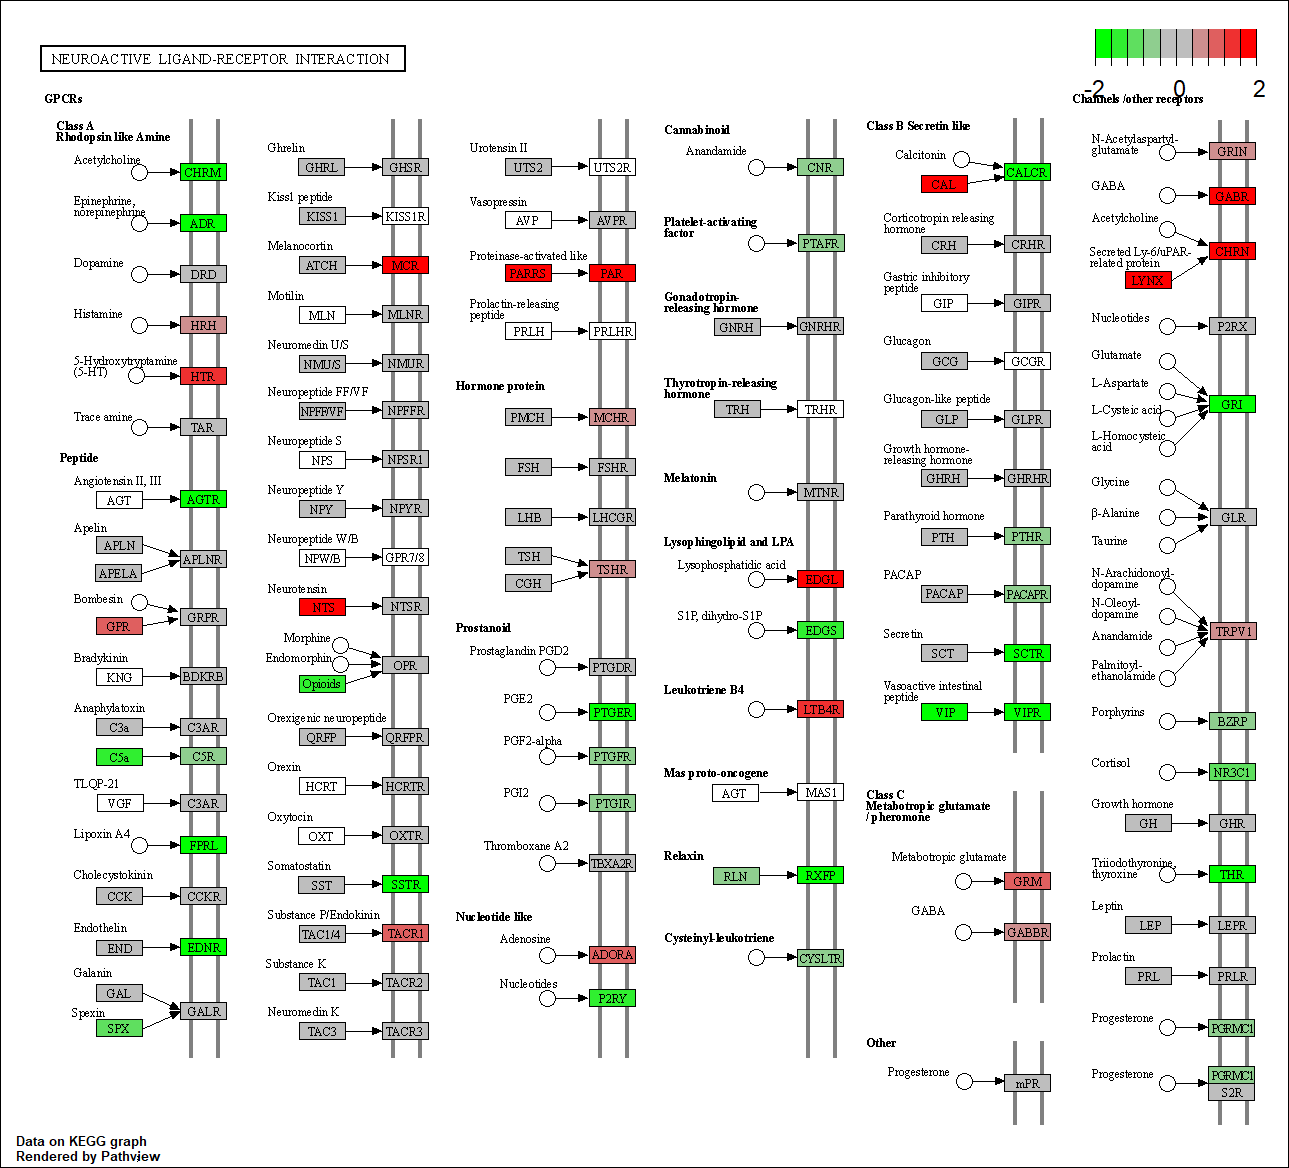 NEUROACTIVE LIGAND-RECEPTOR INTERACTION
-2 0 2
GPCRs
Channels /other receptors
Class A
Rhodopsin like Amine
Acetylcholine
CHRM
Epinephrine,
norepinephrine
ADR
Dopamine
DRD
Histamine
HRH
5-Hydroxytryptamine
(5-HT)
HTR
Trace amine
TAR
Peptide
Angiotensin II, III
AGT AGTR
Apelin
APLN
APLNR
APELA
Bombesin
GRPR
GPR
Bradykinin
KNG BDKRB
Anaphylatoxin
C3a C3AR
C5a C5R
TLQP-21
VGF C3AR
Lipoxin A4
FPRL
Cholecystokinin
CCK CCKR
Endothelin
END EDNR
Galanin
GAL
GALR
Spexin
SPX
Ghrelin
GHRL GHSR
Kiss1 peptide
KISS1 KISS1R
Melanocortin
ATCH MCR
Motilin
MLN MLNR
Neuromedin U/S
NMU/S NMUR
Neuropeptide FF/VF
NPFF/VF NPFFR
Neuropeptide S
NPS NPSR1
Neuropeptide Y
NPY NPYR
Neuropeptide W/B
NPW/B GPR7/8
Neurotensin
NTS NTSR
Morphine
Endomorphin
OPR
Opioids
Orexigenic neuropeptide
QRFP QRFPR
Orexin
HCRT HCRTR
Oxytocin
OXT OXTR
Somatostatin
SST SSTR
Substance P/Endokinin
TAC1/4 TACR1
Substance K
TAC1 TACR2
Neuromedin K
TAC3 TACR3
Urotensin II
UTS2 UTS2R
Vasopressin
AVP AVPR
Proteinase-activated like
PARRS PAR
Prolactin-releasing
peptide
PRLH PRLHR
Hormone protein
PMCH MCHR
FSH FSHR
LHB LHCGR
TSH
TSHR
CGH
Prostanoid
Prostaglandin PGD2
PTGDR
PGE2
PTGER
PGF2-alpha
PTGFR
PGI2
PTGIR
Thromboxane A2
TBXA2R
Nucleotide like
Adenosine
ADORA
Nucleotides
P2RY
Cannabinoid
Anandamide
CNR
Platelet-activating
factor
PTAFR
Gonadotropin-
releasing hormone
GNRH GNRHR
Thyrotropin-releasing
hormone
TRH TRHR
Melatonin
MTNR
Lysophingolipid and LPA
Lysophosphatidic acid
EDGL
S1P, dihydro-S1P
EDGS
Leukotriene B4
LTB4R
Mas proto-oncogene
AGT MAS1
Relaxin
RLN RXFP
Cysteinyl-leukotriene
CYSLTR
Class B Secretin like
Calcitonin
CAL CALCR
Corticotropin releasing
hormone
CRH CRHR
Gastric inhibitory
peptide
GIP GIPR
Glucagon
GCG GCGR
Glucagon-like peptide
GLP GLPR
Growth hormone-
releasing hormone
GHRH GHRHR
Parathyroid hormone
PTH PTHR
PACAP
PACAP PACAPR
Secretin
SCT SCTR
Vasoactive intestinal
peptide
VIP VIPR
Class C
Metabotropic glutamate
/ pheromone
Metabotropic glutamate
GRM
GABA
GABBR
Other
Progesterone
mPR
N-Acetylaspartyl-
glutamate
GRIN
GABA
GABR
Acetylcholine
CHRN
Secreted Ly-6/uPAR-
related protein
LYNX
Nucleotides
P2RX
Glutamate
L-Aspartate
GRI
L-Cysteic acid
L-Homocysteic
acid
Glycine
β-Alanine
GLR
Taurine
N-Arachidonoyl-
dopamine
N-Oleoyl-
dopamine
TRPV1
Anandamide
Palmitoyl-
ethanolamide
Porphyrins
BZRP
Cortisol
NR3C1
Growth hormone
GH GHR
Triiodothyronine,
thyroxine
THR
Leptin
LEP LEPR
Prolactin
PRL PRLR
Progesterone
PGRMC1
Progesterone
PGRMC1
S2R
Data on KEGG graph
Rendered by Pathview